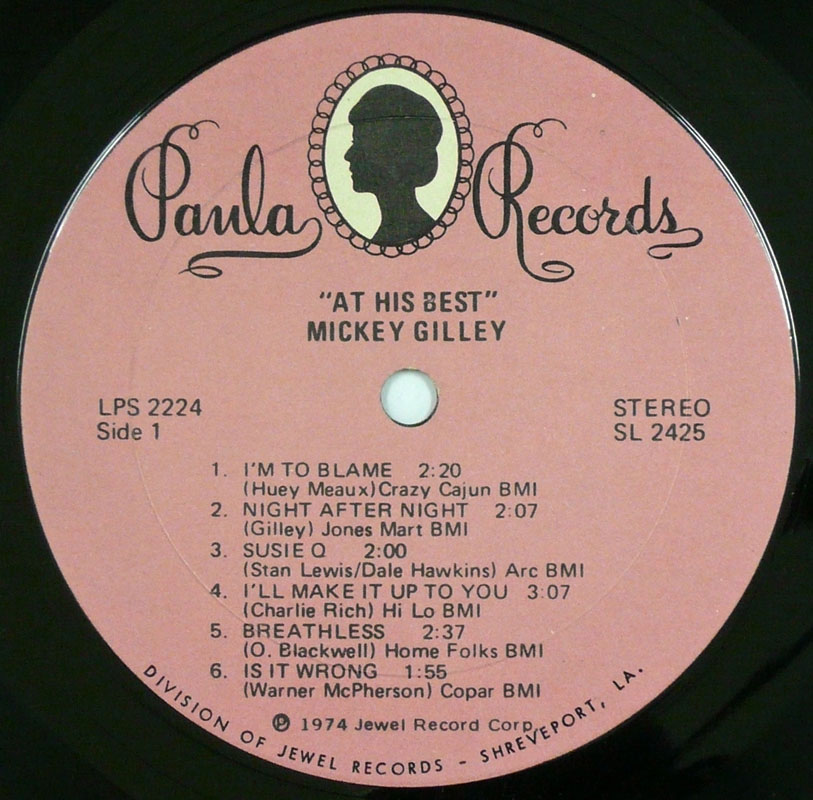 Paula Records
"AT HIS BEST"
MICKEY GILLEY
LPS 2224
Side 1
STEREO
SL 2425
1. I'M TO BLAME 2:20
(Huey Meaux)Crazy Cajun BMI
2. NIGHT AFTER NIGHT 2:07
(Gilley) Jones Mart BMI
3. SUSIE Q 2:00
(Stan Lewis/Dale Hawkins) Arc BMI
4. I'LL MAKE IT UP TO YOU 3:07
(Charlie Rich) Hi Lo BMI
5. BREATHLESS 2:37
(O. Blackwell) Home Folks BMI
6. IS IT WRONG 1:55
(Warner McPherson) Copar BMI
℗ 1974 Jewel Record Corp.
DIVISION OF JEWEL RECORDS - SHREVEPORT, LA.